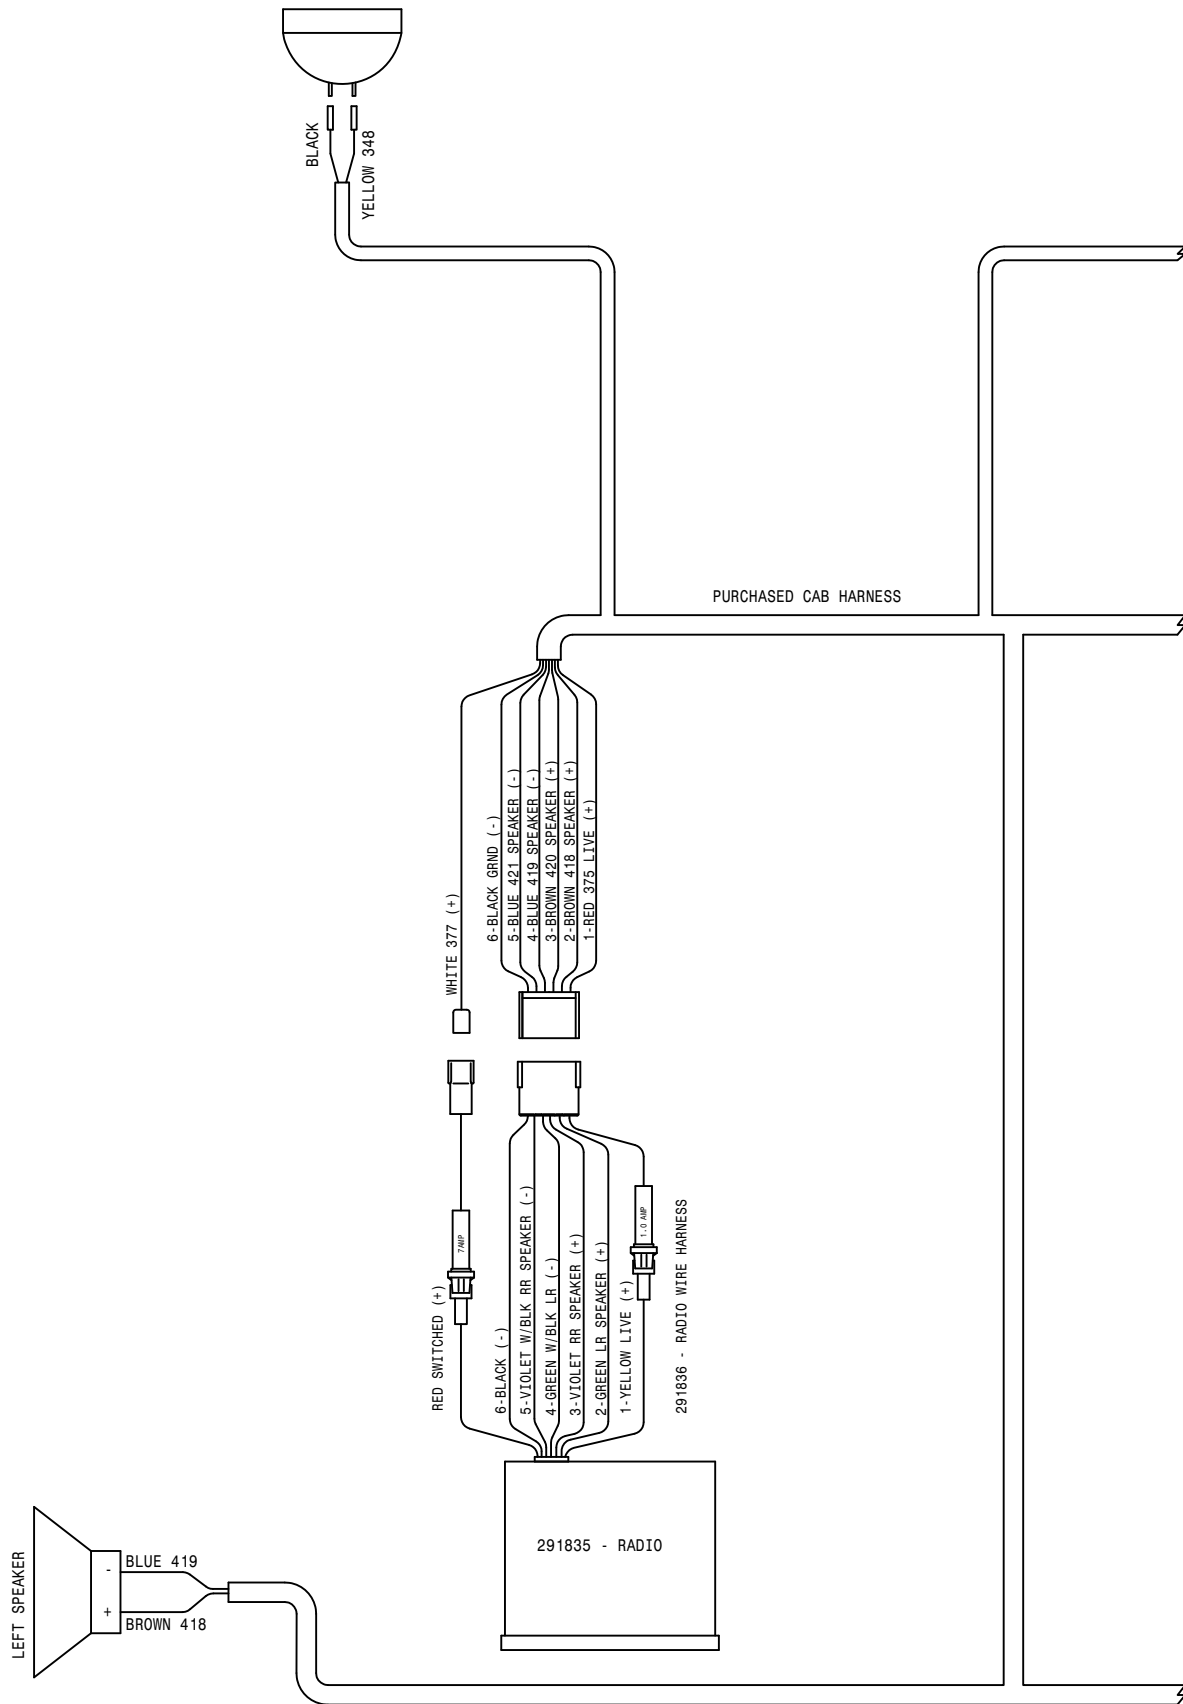 BLACK
YELLOW 348
PURCHASED CAB HARNESS
WHITE 377 (+)
6-BLACK GRND (-)
5-BLUE 421 SPEAKER (-)
4-BLUE 419 SPEAKER (-)
3-BROWN 420 SPEAKER (+)
2-BROWN 418 SPEAKER (+)
1-RED 375 LIVE (+)
7AMP
1.0 AMP
RED SWITCHED (+)
6-BLACK (-)
5-VIOLET W/BLK RR SPEAKER (-)
4-GREEN W/BLK LR (-)
3-VIOLET RR SPEAKER (+)
2-GREEN LR SPEAKER (+)
1-YELLOW LIVE (+)
291836 - RADIO WIRE HARNESS
291835 - RADIO
LEFT SPEAKER
- BLUE 419
+ BROWN 418